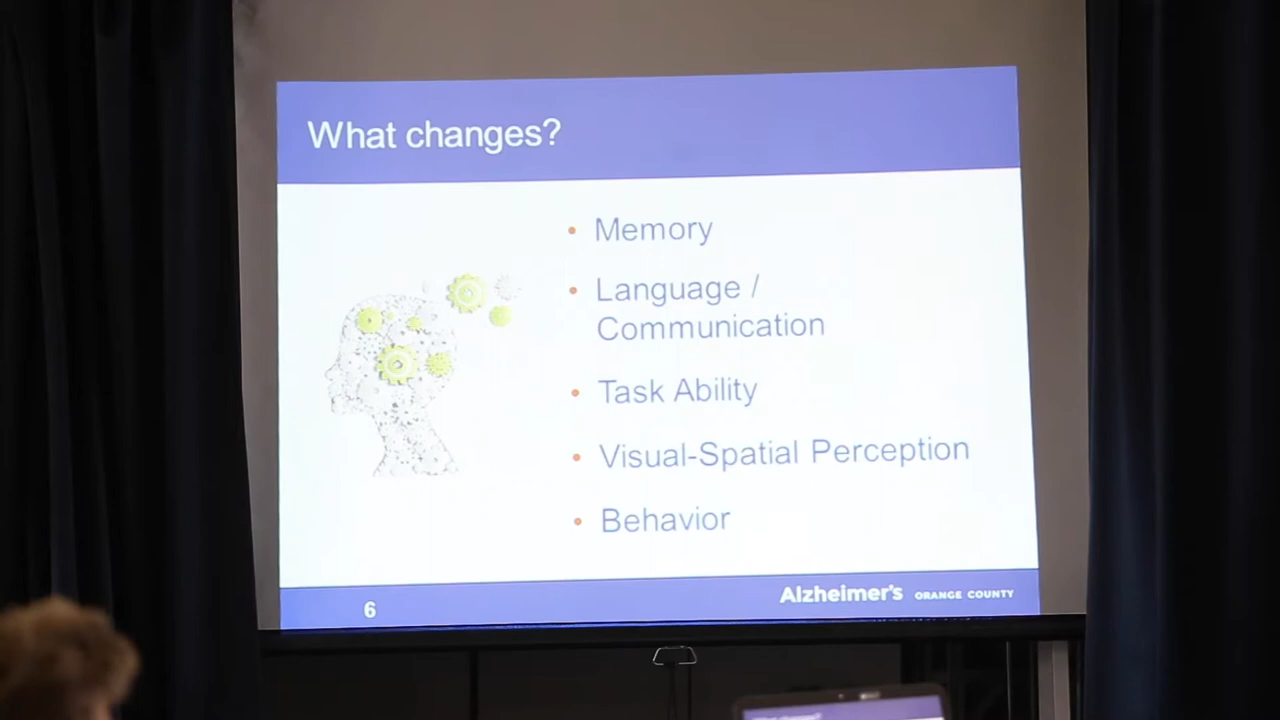 What changes?
• Memory
• Language /
Communication
• Task Ability
• Visual-Spatial Perception
• Behavior
6
Alzheimer's ORANGE COUNTY